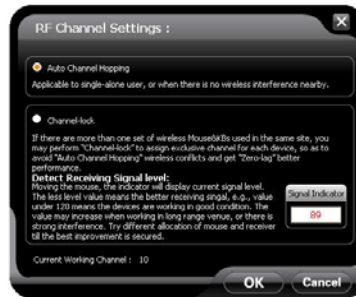 RF Channel Settings :
Auto Channel Hopping
Applicable to single-alone user, or when there is no wireless interference nearby.
Channel-lock
If there are more than one set of wireless Mouse&KBs used in the same site, you
may perform "Channel-lock" to assign exclusive channel for each device, so as to
avoid "Auto Channel Hopping" wireless conflicts and get "Zero-lag" better
performance.
Detect Receiving Signal level:
Moving the mouse, the indicator will display current signal level.
The less level value means the better receiving singal, e.g., value
under 120 means the devices are working in good condition. The
value may increase when working in long range venue, or there is
strong interference. Try different allocation of mouse and receiver
till the best improvement is secured.
Signal Indicator
89
Current Working Channel : 10
OK
Cancel